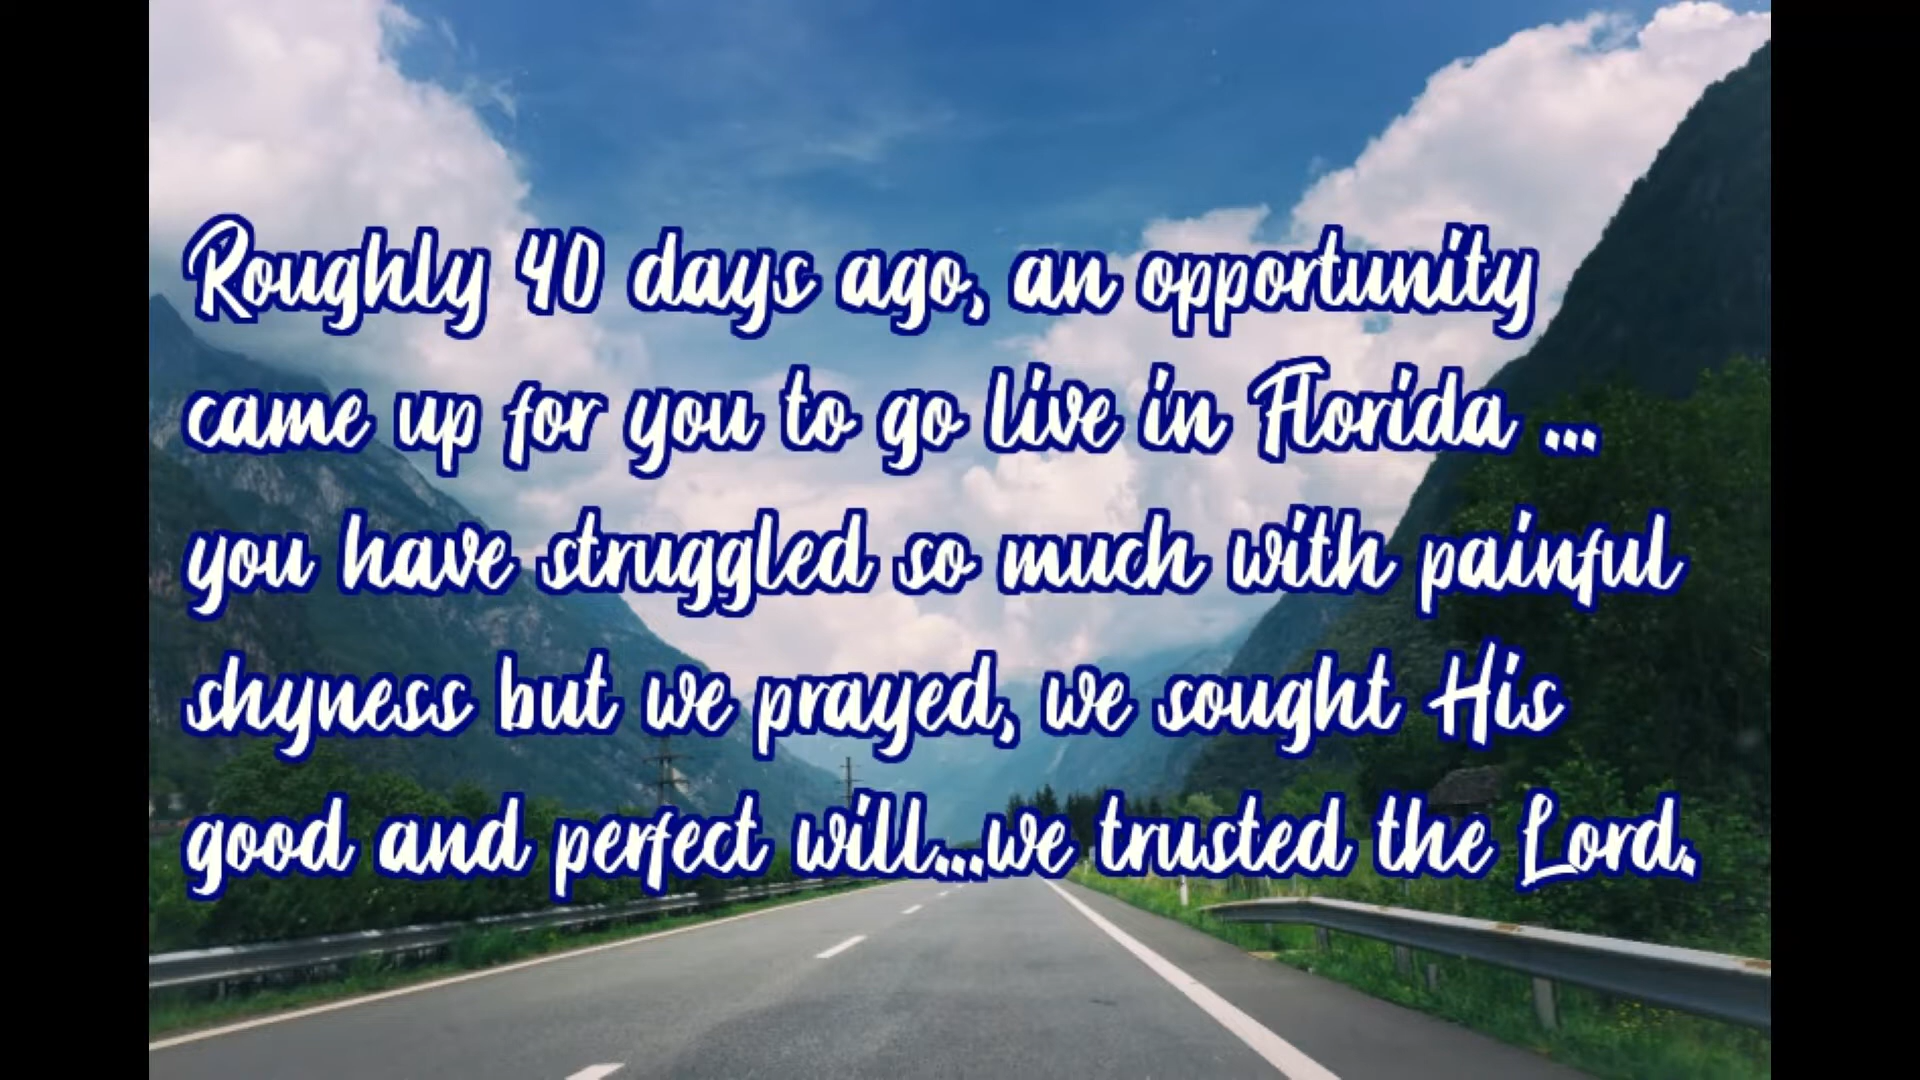 Roughly 40 days ago, an opportunity
came up for you to go live in Florida ...
you have struggled so much with painful
shyness but we prayed, we sought His
good and perfect will...we trusted the Lord.